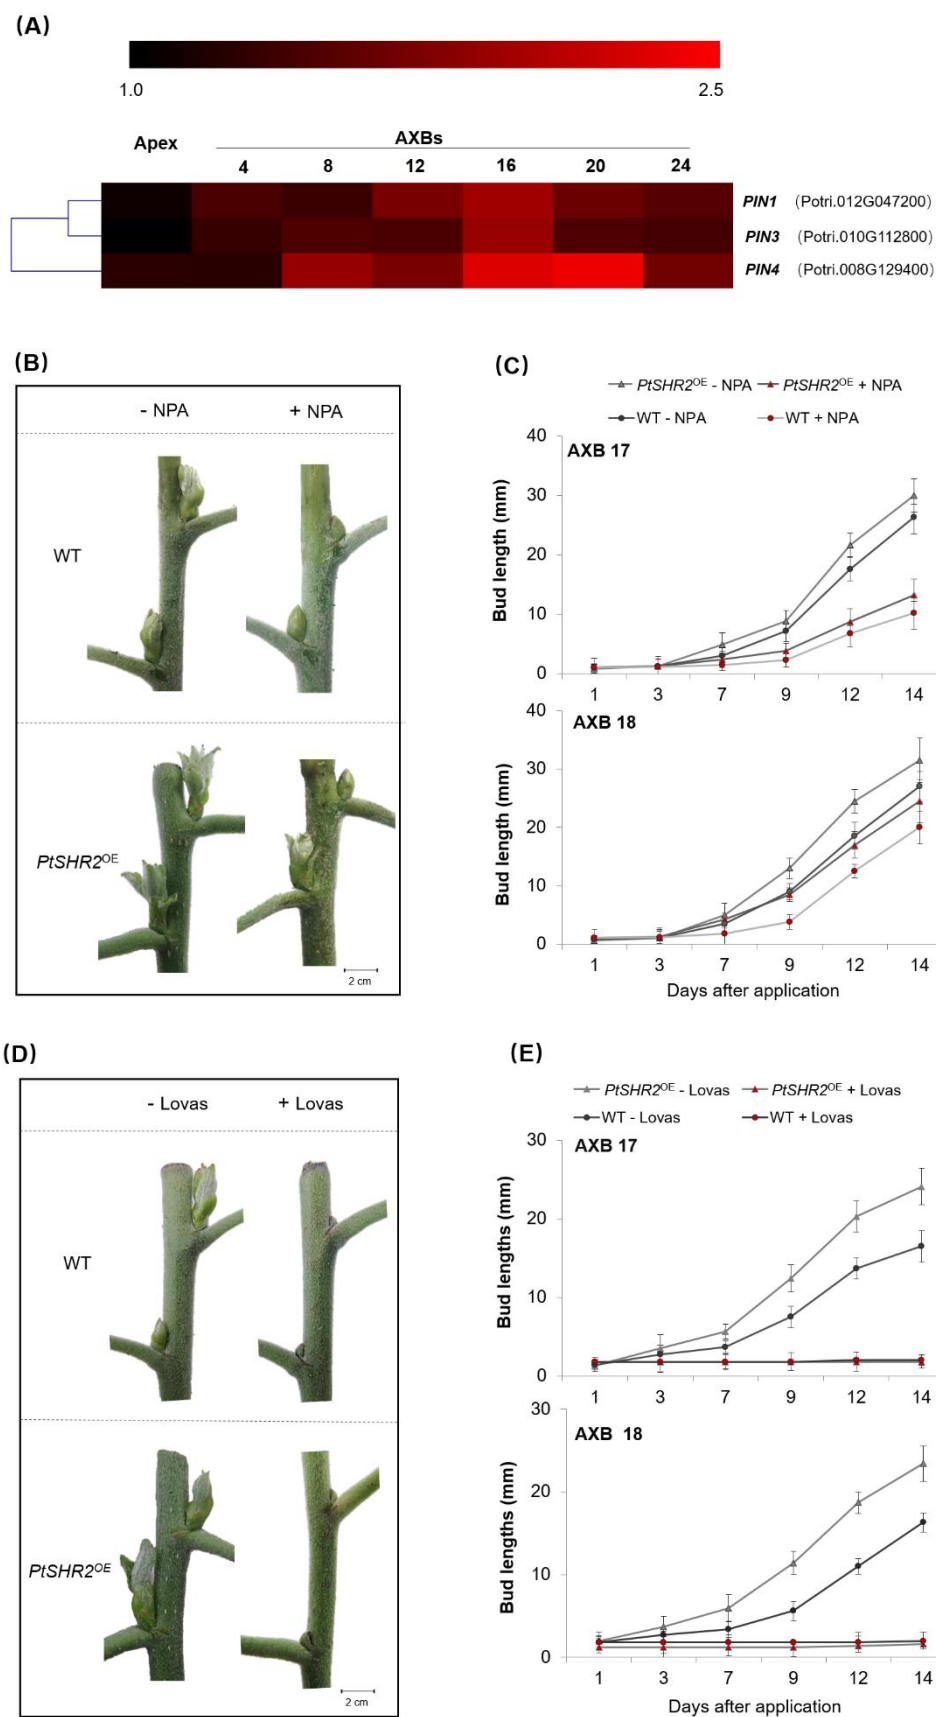 (A)
1.0 2.5
Apex AXBs
4 8 12 16 20 24
PIN1 (Potri.012G047200)
PIN3 (Potri.010G112800)
PIN4 (Potri.008G129400)
(B)
- NPA + NPA
WT
PtSHR2OE
2 cm
(C)
PtSHR2OE - NPA PtSHR2OE + NPA
WT - NPA WT + NPA
AXB 17
Bud length (mm)
40
30
20
10
0
1 3 7 9 12 14
AXB 18
Bud length (mm)
40
30
20
10
0
1 3 7 9 12 14
Days after application
(D)
- Lovas + Lovas
WT
PtSHR2OE
2 cm
(E)
PtSHR2OE - Lovas PtSHR2OE + Lovas
WT - Lovas WT + Lovas
AXB 17
Bud lengths (mm)
30
20
10
0
1 3 7 9 12 14
AXB 18
Bud lengths (mm)
30
20
10
0
1 3 7 9 12 14
Days after application